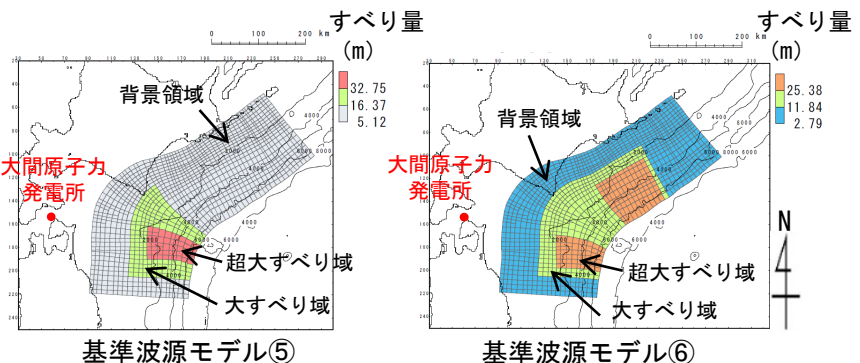 すべり量
(m)
0 100 200 km
32.75
16.37
5.12
背景領域
大間原子力
発電所
超大すべり域
大すべり域
基準波源モデル⑤
すべり量
(m)
0 100 200 km
25.38
11.84
2.79
背景領域
大間原子力
発電所
超大すべり域
大すべり域
N
基準波源モデル⑥